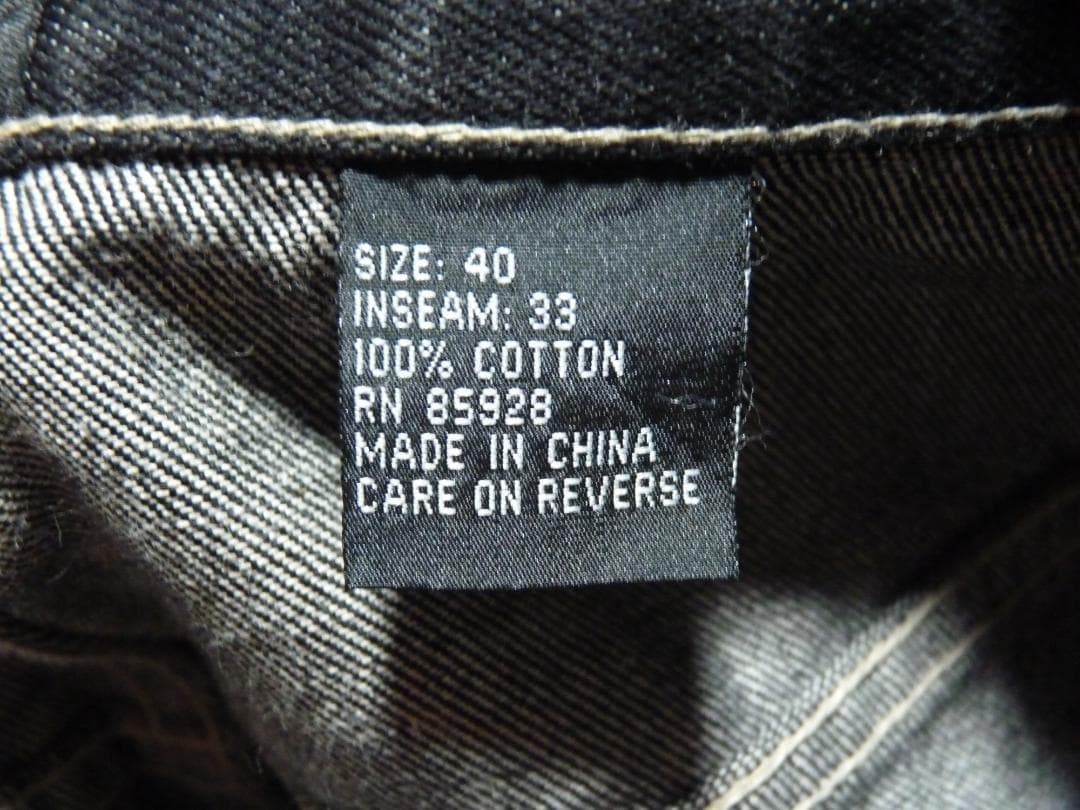 SIZE: 40
INSEAM: 33
100% COTTON
RN 85928
MADE IN CHINA
CARE ON REVERSE